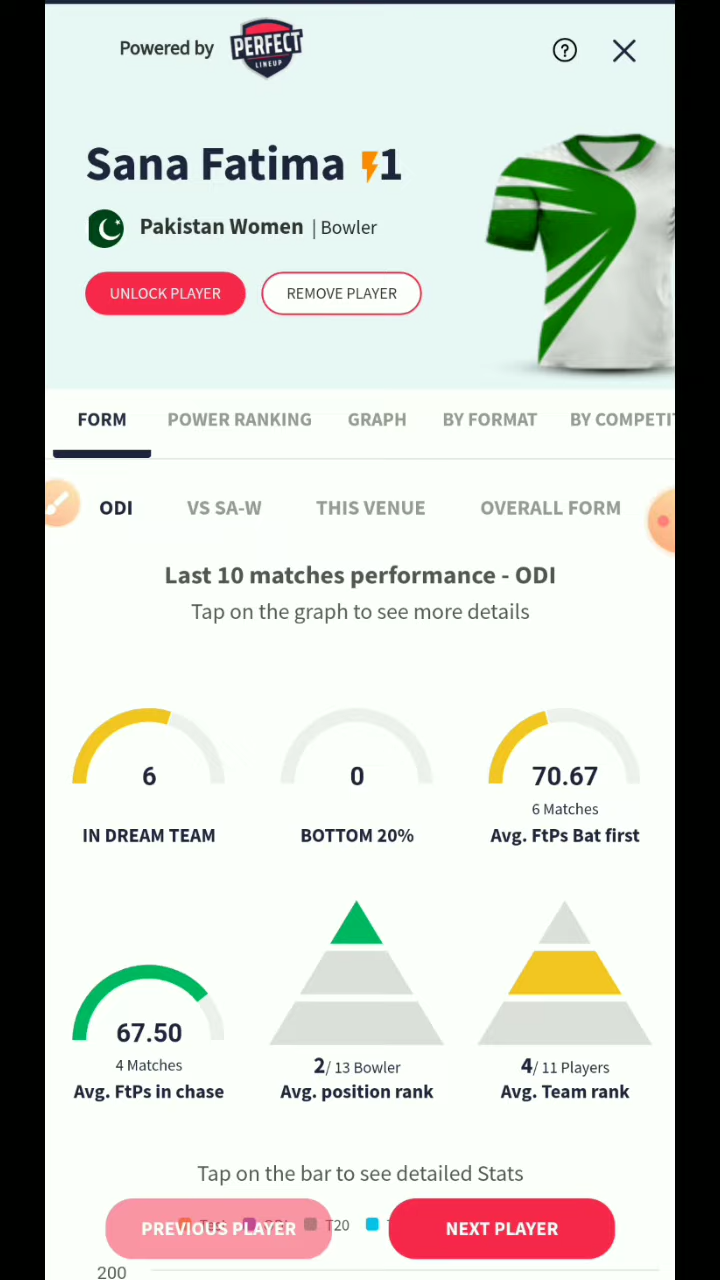 Powered by
PERFECT
LINEUP
?
Sana Fatima 1
Pakistan Women | Bowler
UNLOCK PLAYER
REMOVE PLAYER
FORM
POWER RANKING
GRAPH
BY FORMAT
BY COMPETI
ODI
VS SA-W
THIS VENUE
OVERALL FORM
Last 10 matches performance - ODI
Tap on the graph to see more details
6
IN DREAM TEAM
0
BOTTOM 20%
70.67
6 Matches
Avg. FtPs Bat first
67.50
4 Matches
Avg. FtPs in chase
2/ 13 Bowler
Avg. position rank
4/ 11 Players
Avg. Team rank
Tap on the bar to see detailed Stats
PREVIOUS PLAYER
T20
NEXT PLAYER
200